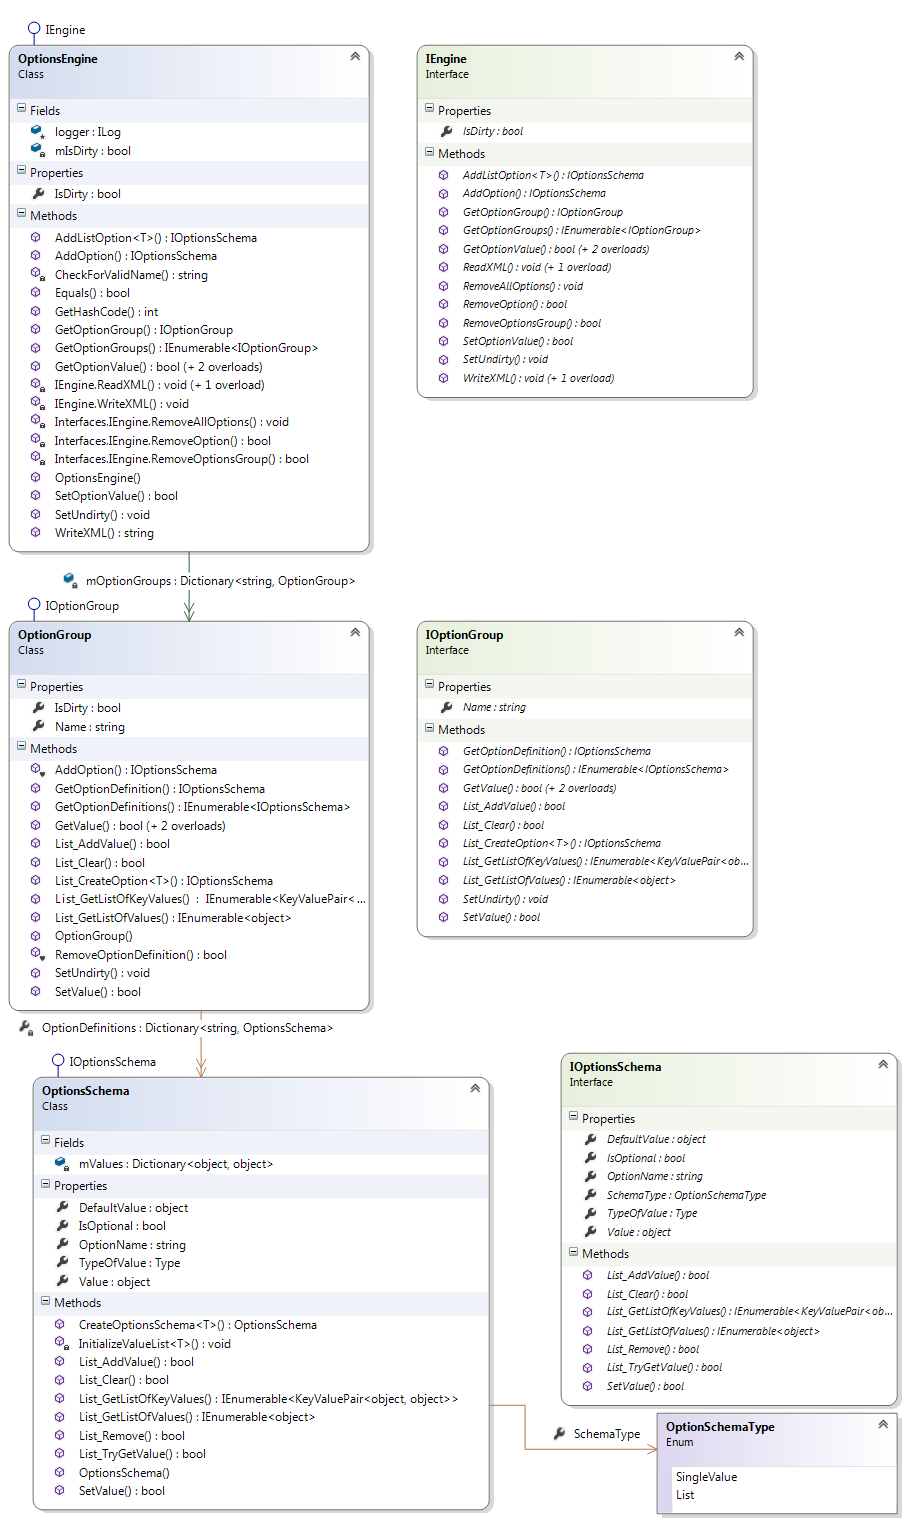 IEngine
OptionsEngine
Class
Fields
logger : ILog
mIsDirty : bool
Properties
IsDirty : bool
Methods
AddListOption<T>() : IOptionsSchema
AddOption() : IOptionsSchema
CheckForValidName() : string
Equals() : bool
GetHashCode() : int
GetOptionGroup() : IOptionGroup
GetOptionGroups() : IEnumerable<IOptionGroup>
GetOptionValue() : bool (+ 2 overloads)
IEngine.ReadXML() : void (+ 1 overload)
IEngine.WriteXML() : void
Interfaces.IEngine.RemoveAllOptions() : void
Interfaces.IEngine.RemoveOption() : bool
Interfaces.IEngine.RemoveOptionsGroup() : bool
OptionsEngine()
SetOptionValue() : bool
SetUndirty() : void
WriteXML() : string
IEngine
Interface
Properties
IsDirty : bool
Methods
AddListOption<T>() : IOptionsSchema
AddOption() : IOptionsSchema
GetOptionGroup() : IOptionGroup
GetOptionGroups() : IEnumerable<IOptionGroup>
GetOptionValue() : bool (+ 2 overloads)
ReadXML() : void (+ 1 overload)
RemoveAllOptions() : void
RemoveOption() : bool
RemoveOptionsGroup() : bool
SetOptionValue() : bool
SetUndirty() : void
WriteXML() : void (+ 1 overload)
mOptionGroups : Dictionary<string, OptionGroup>
IOptionGroup
OptionGroup
Class
Properties
IsDirty : bool
Name : string
Methods
AddOption() : IOptionsSchema
GetOptionDefinition() : IOptionsSchema
GetOptionDefinitions() : IEnumerable<IOptionsSchema>
GetValue() : bool (+ 2 overloads)
List_AddValue() : bool
List_Clear() : bool
List_CreateOption<T>() : IOptionsSchema
List_GetListOfKeyValues() : IEnumerable<KeyValuePair< ...
List_GetListOfValues() : IEnumerable<object>
OptionGroup()
RemoveOptionDefinition() : bool
SetUndirty() : void
SetValue() : bool
IOptionGroup
Interface
Properties
Name : string
Methods
GetOptionDefinition() : IOptionsSchema
GetOptionDefinitions() : IEnumerable<IOptionsSchema>
GetValue() : bool (+ 2 overloads)
List_AddValue() : bool
List_Clear() : bool
List_CreateOption<T>() : IOptionsSchema
List_GetListOfKeyValues() : IEnumerable<KeyValuePair<ob...
List_GetListOfValues() : IEnumerable<object>
SetUndirty() : void
SetValue() : bool
OptionDefinitions : Dictionary<string, OptionsSchema>
IOptionsSchema
OptionsSchema
Class
Fields
mValues : Dictionary<object, object>
Properties
DefaultValue : object
IsOptional : bool
OptionName : string
TypeOfValue : Type
Value : object
Methods
CreateOptionsSchema<T>() : OptionsSchema
InitializeValueList<T>() : void
List_AddValue() : bool
List_Clear() : bool
List_GetListOfKeyValues() : IEnumerable<KeyValuePair<object, object>>
List_GetListOfValues() : IEnumerable<object>
List_Remove() : bool
List_TryGetValue() : bool
OptionsSchema()
SetValue() : bool
IOptionsSchema
Interface
Properties
DefaultValue : object
IsOptional : bool
OptionName : string
SchemaType : OptionSchemaType
TypeOfValue : Type
Value : object
Methods
List_AddValue() : bool
List_Clear() : bool
List_GetListOfKeyValues() : IEnumerable<KeyValuePair<ob...
List_GetListOfValues() : IEnumerable<object>
List_Remove() : bool
List_TryGetValue() : bool
SetValue() : bool
SchemaType
OptionSchemaType
Enum
SingleValue
List